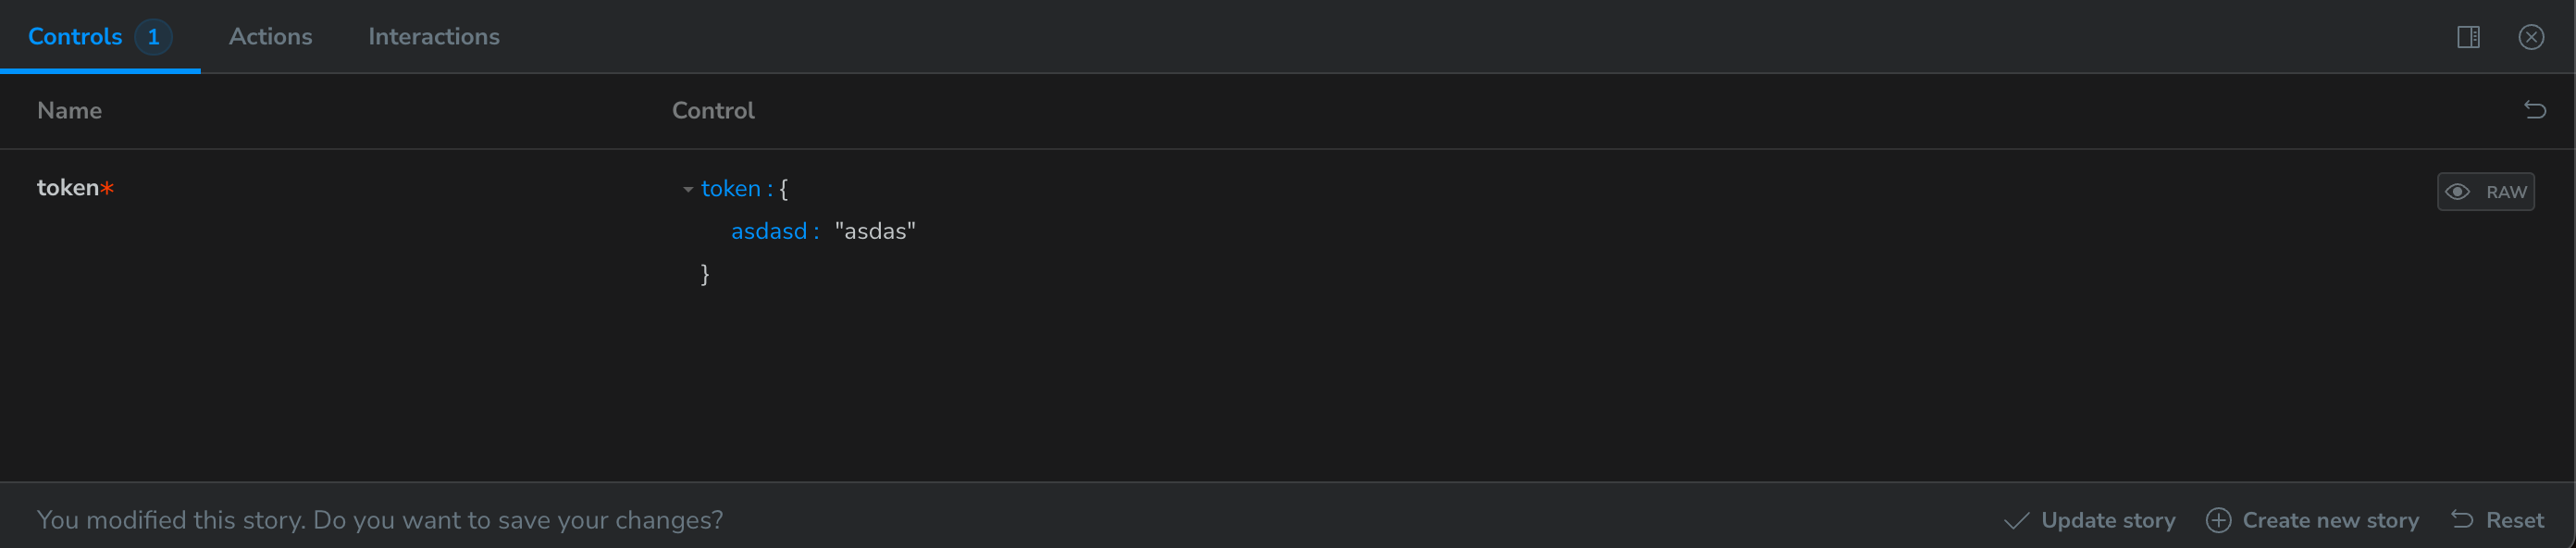 Controls 1 Actions Interactions
Name Control
token* token : {
asdasd : "asdas"
}
RAW
You modified this story. Do you want to save your changes? Update story Create new story Reset